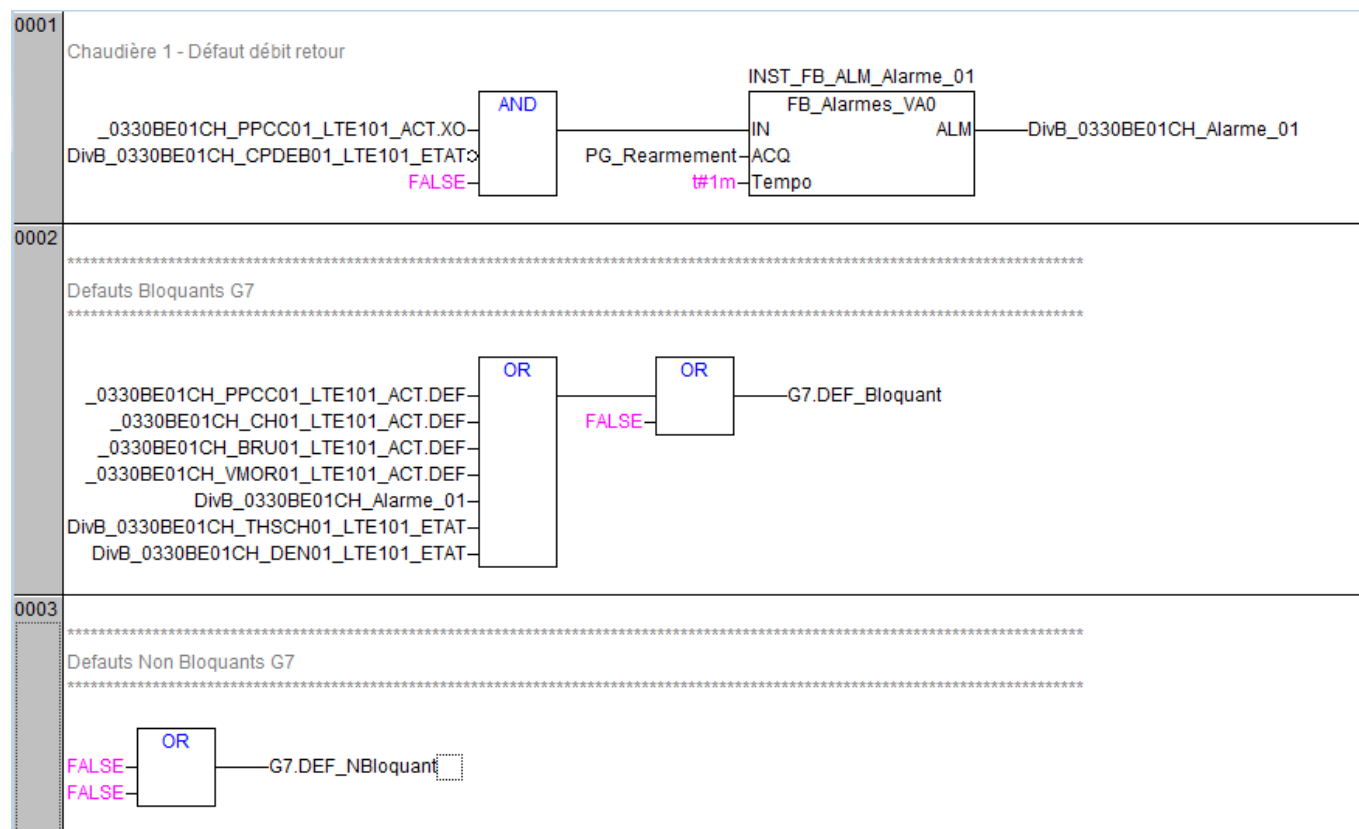 0001
Chaudière 1 - Défaut débit retour
INST_FB_ALM_Alarme_01
AND
FB_Alarmes_VA0
_0330BE01CH_PPCC01_LTE101_ACT.XO
IN
ALM
DivB_0330BE01CH_Alarme_01
DivB_0330BE01CH_CPDEB01_LTE101_ETAT
PG_Rearmement
ACQ
FALSE
t#1m
Tempo
0002
************************************************************************************************************************************
Defauts Bloquants G7
************************************************************************************************************************************
OR
OR
_0330BE01CH_PPCC01_LTE101_ACT.DEF
G7.DEF_Bloquant
_0330BE01CH_CH01_LTE101_ACT.DEF
FALSE
_0330BE01CH_BRU01_LTE101_ACT.DEF
_0330BE01CH_VMOR01_LTE101_ACT.DEF
DivB_0330BE01CH_Alarme_01
DivB_0330BE01CH_THSCH01_LTE101_ETAT
DivB_0330BE01CH_DEN01_LTE101_ETAT
0003
************************************************************************************************************************************
Defauts Non Bloquants G7
************************************************************************************************************************************
OR
FALSE
G7.DEF_NBloquant
FALSE